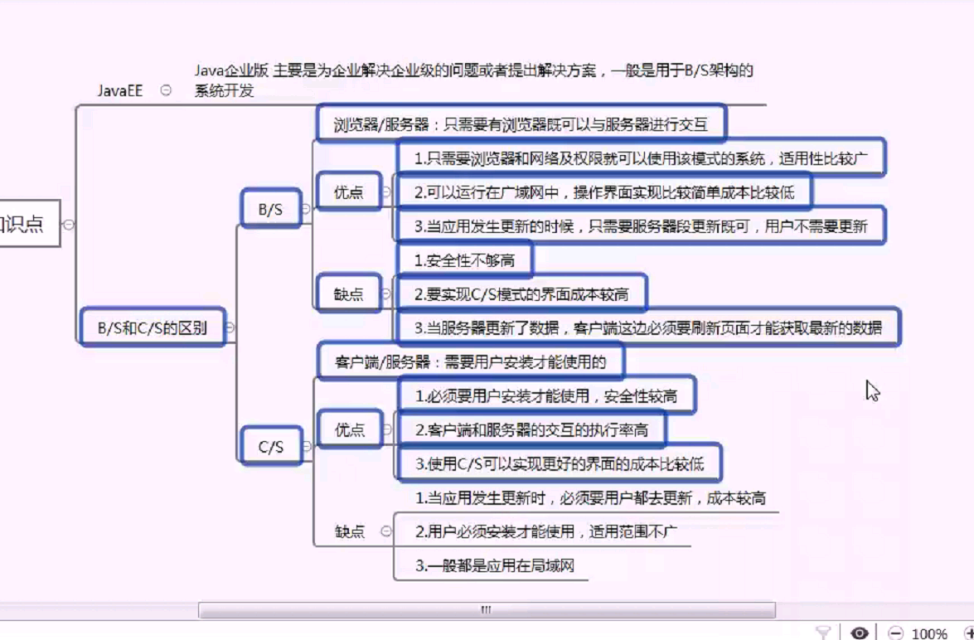 Java企业版 主要是为企业解决企业级的问题或者提出解决方案，一般是用于B/S架构的
JavaEE
系统开发
浏览器/服务器：只需要有浏览器既可以与服务器进行交互
1.只需要浏览器和网络及权限就可以使用该模式的系统，适用性比较广
优点
2.可以运行在广域网中，操作界面实现比较简单成本比较低
B/S
识点
3.当应用发生更新的时候，只需要服务器段更新既可，用户不需要更新
1.安全性不够高
缺点
2.要实现C/S模式的界面成本较高
B/S和C/S的区别
3.当服务器更新了数据，客户端这边必须要刷新页面才能获取最新的数据
客户端/服务器：需要用户安装才能使用的
1.必须要用户安装才能使用，安全性较高
优点
2.客户端和服务器的交互的执行率高
C/S
3.使用C/S可以实现更好的界面的成本比较低
1.当应用发生更新时，必须要用户都去更新，成本较高
缺点
2.用户必须安装才能使用，适用范围不广
3.一般都是应用在局域网
100%